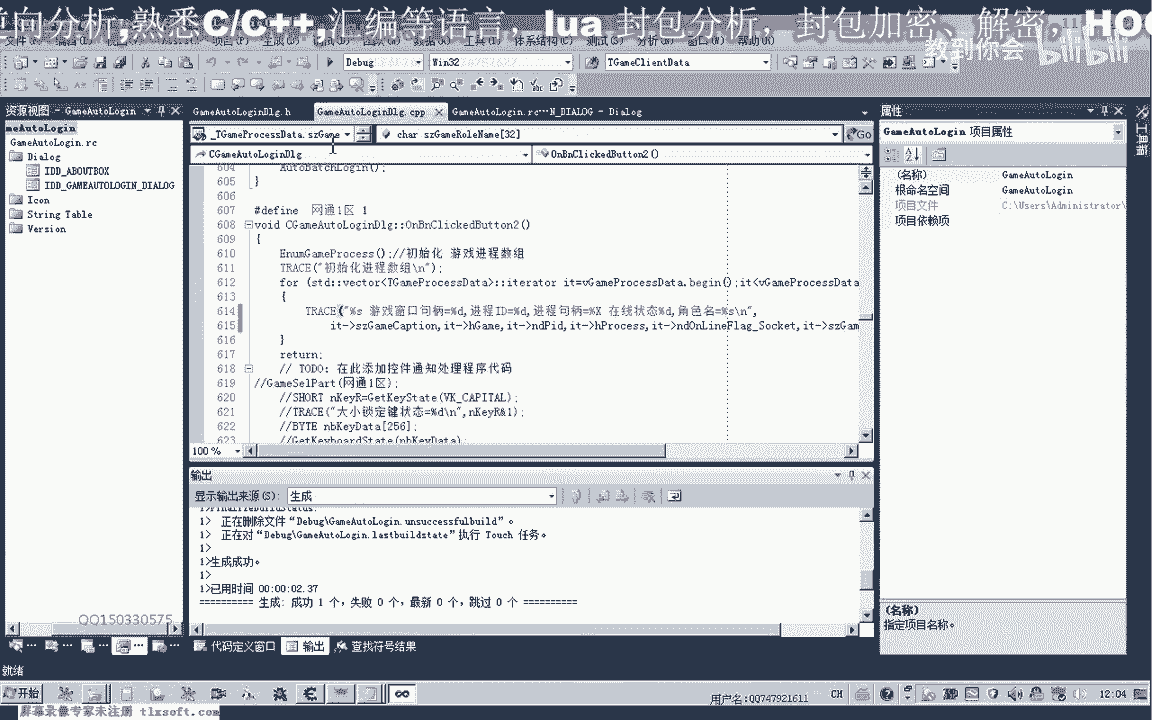 向分析,熟悉C/C++,汇编等语言， lua 封包分析，封包加密、解密，HOO
教到你会 bilibili
Debug Win32 TGameClientData
资源视图 - GameAutoLogin
GameAutoLoginDlg.h GameAutoLoginDlg.cpp GameAutoLogin.rc···N_DIALOG - Dialog
属性
工具箱
meAutoLogin
GameAutoLogin.rc
Dialog
IDD_ABOUTBOX
IDD_GAMEAUTOLOGIN_DIALOG
Icon
String Table
Version
_TGameProcessData.szGame char szGameRoleName[32] Go
CGameAutoLoginDlg OnBnClickedButton2()
604 AutoBatchLogin();
605 }
606
607 #define 网通1区 1
608 void CGameAutoLoginDlg::OnBnClickedButton2()
609 {
610 EnumGameProcess();//初始化 游戏进程数组
611 TRACE("初始化进程数组\n");
612 for (std::vector<TGameProcessData>::iterator it=vGameProcessData.begin();it<vGameProcessData
613 {
614 TRACE("%s 游戏窗口句柄=%d,进程ID=%d,进程句柄=%X 在线状态%d,角色名=%s\n",
615 it->szGameCaption,it->hGame,it->ndPid,it->hProcess,it->ndOnLineFlag_Socket,it->szGam
616 }
617 return;
618 // TODO: 在此添加控件通知处理程序代码
619 //GameSelPart(网通1区);
620 //SHORT nKeyR=GetKeyState(VK_CAPITAL);
621 //TRACE("大小锁定键状态=%d\n",nKeyR&1);
622 //BYTE nbKeyData[256];
623 //GetKeyboardState(nbKeyData);
100 %
GameAutoLogin 项目属性
(名称) GameAutoLogin
根命名空间 GameAutoLogin
项目文件 C:\Users\Administrator\
项目依赖项
(名称)
指定项目名称。
输出
显示输出来源(S): 生成
1>FinalizeBuildStatus:
1> 正在删除文件“Debug\GameAutoLogin.unsuccessfulbuild”。
1> 正在对“Debug\GameAutoLogin.lastbuildstate”执行 Touch 任务。
1>
1>生成成功。
1>
1>已用时间 00:00:02.37
========== 生成: 成功 1 个，失败 0 个，最新 0 个，跳过 0 个 ==========
QQ150330575
代码定义窗口 输出 查找符号结果
就绪
开始 用户名:QQ747921611 CH 12:04
屏幕录像专家未注册 tlxsoft.com